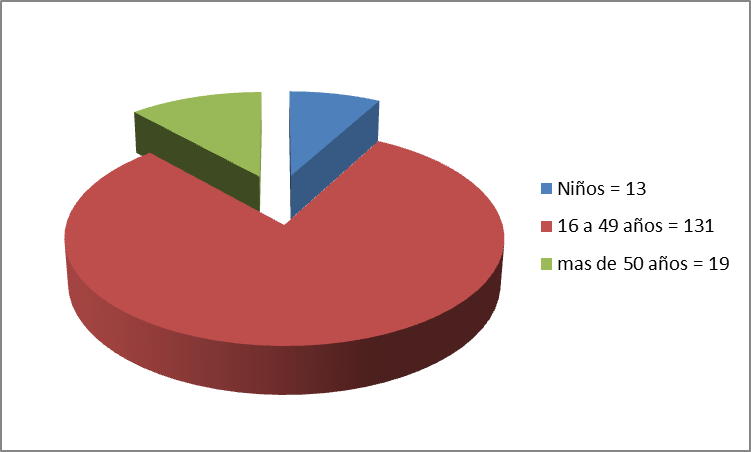 Niños = 13
16 a 49 años = 131
mas de 50 años = 19